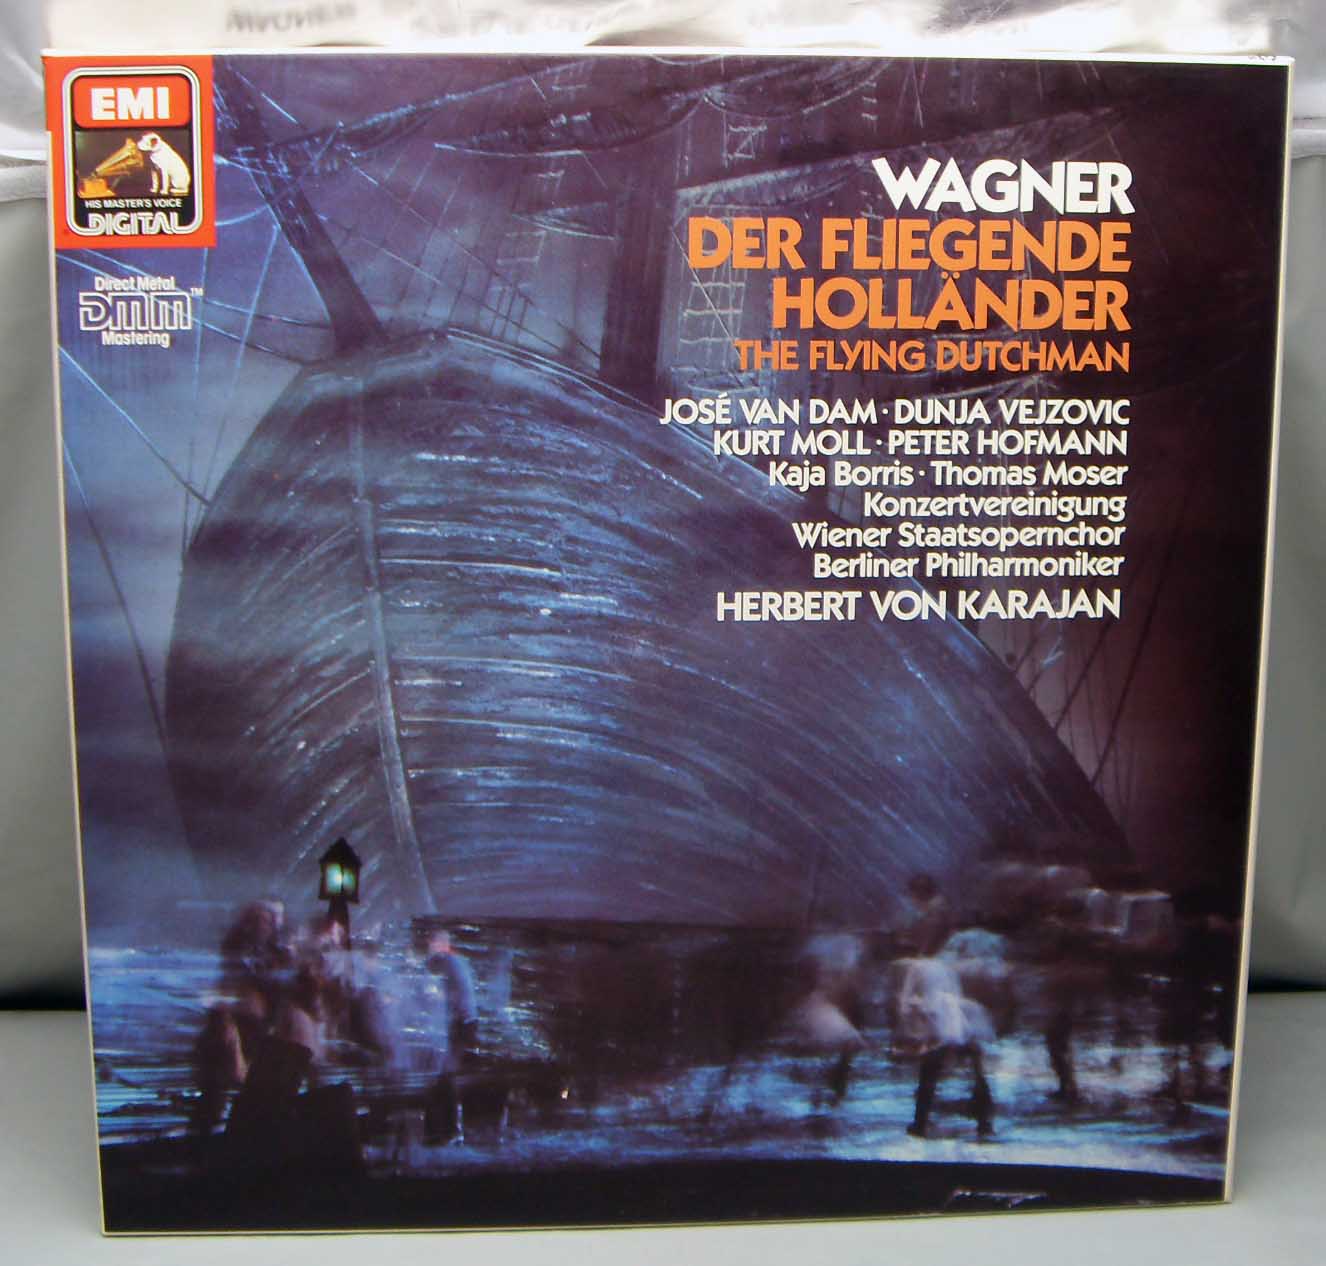 EMI
HIS MASTER'S VOICE
DIGITAL
Direct Metal
DMM™
Mastering
WAGNER
DER FLIEGENDE
HOLLÄNDER
THE FLYING DUTCHMAN
JOSÉ VAN DAM · DUNJA VEJZOVIC
KURT MOLL · PETER HOFMANN
Kaja Borris · Thomas Moser
Konzertvereinigung
Wiener Staatsopernchor
Berliner Philharmoniker
HERBERT VON KARAJAN